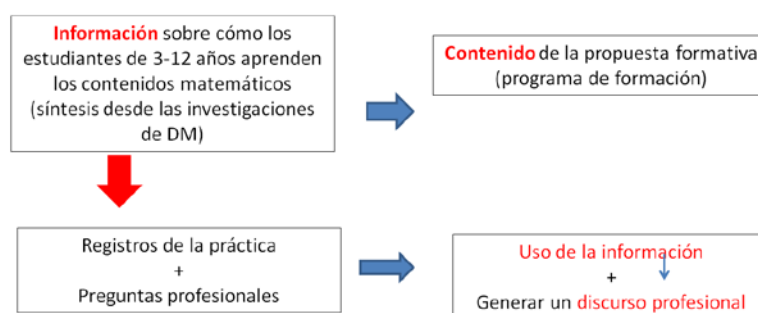 Información sobre cómo los
estudiantes de 3-12 años aprenden
los contenidos matemáticos
(síntesis desde las investigaciones
de DM)
Contenido de la propuesta formativa
(programa de formación)
Registros de la práctica
+
Preguntas profesionales
Uso de la información
+
Generar un discurso profesional